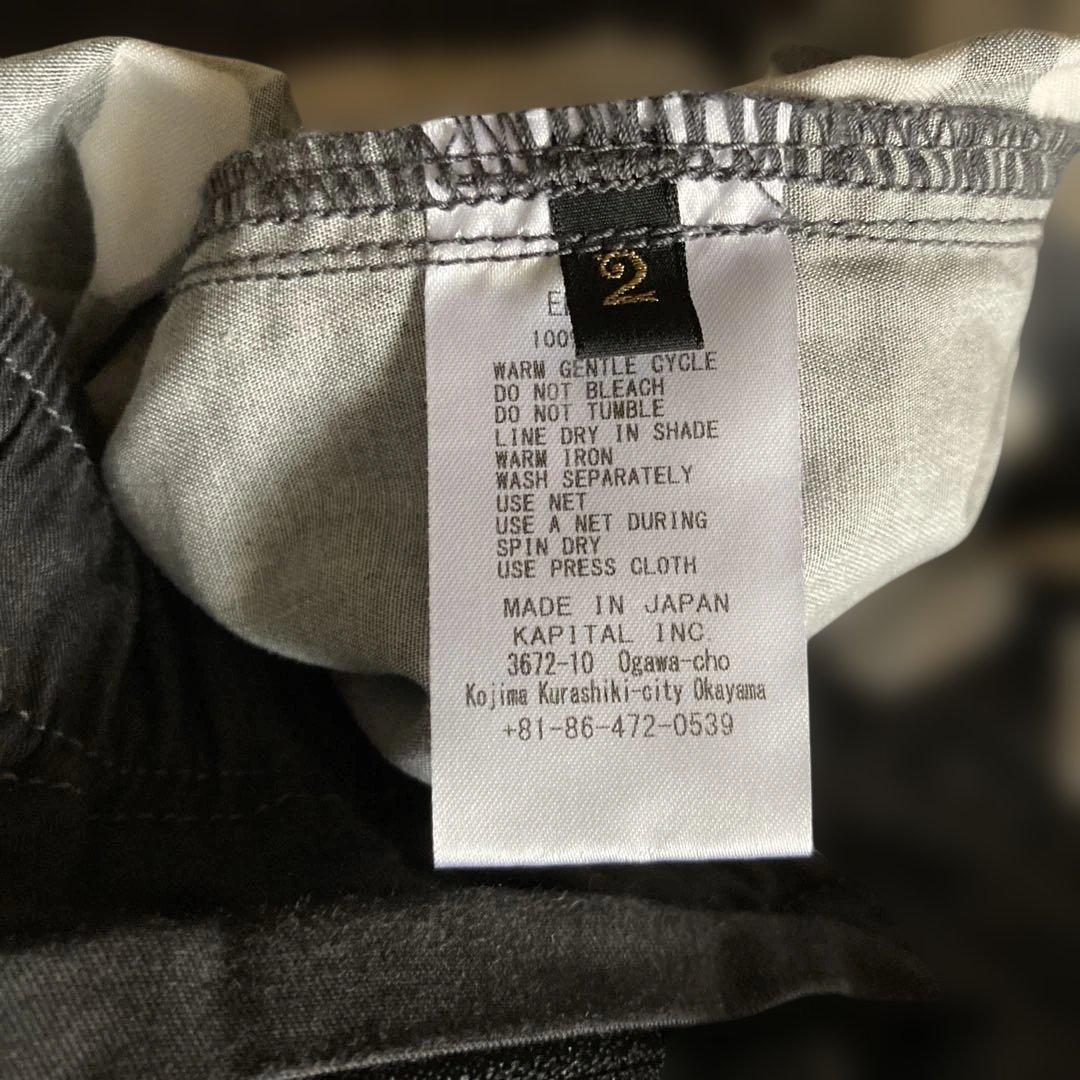 2
WARM GENTLE CYCLE
DO NOT BLEACH
DO NOT TUMBLE
LINE DRY IN SHADE
WARM IRON
WASH SEPARATELY
USE NET
USE A NET DURING
SPIN DRY
USE PRESS CLOTH
MADE IN JAPAN
KAPITAL INC.
3672-10 Ogawa-cho
Kojima Kurashiki-city Okayama
+81-86-472-0539